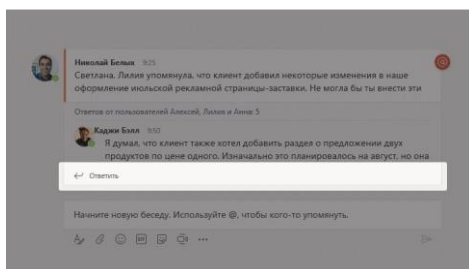 Николай Белых 9:25
Светлана, Лилия упомянула, что клиент добавил некоторые изменения в наше
оформление июльской рекламной страницы-заставки. Не могла бы ты внести эти
Ответов от пользователей Алексей, Лилия и Анна: 5
Каджи Бэлл 9:50
Я думал, что клиент также хотел добавить раздел о предложении двух
продуктов по цене одного. Изначально это планировалось на август, но она
Ответить
Начните новую беседу. Используйте @, чтобы кого-то упомянуть.
GIF